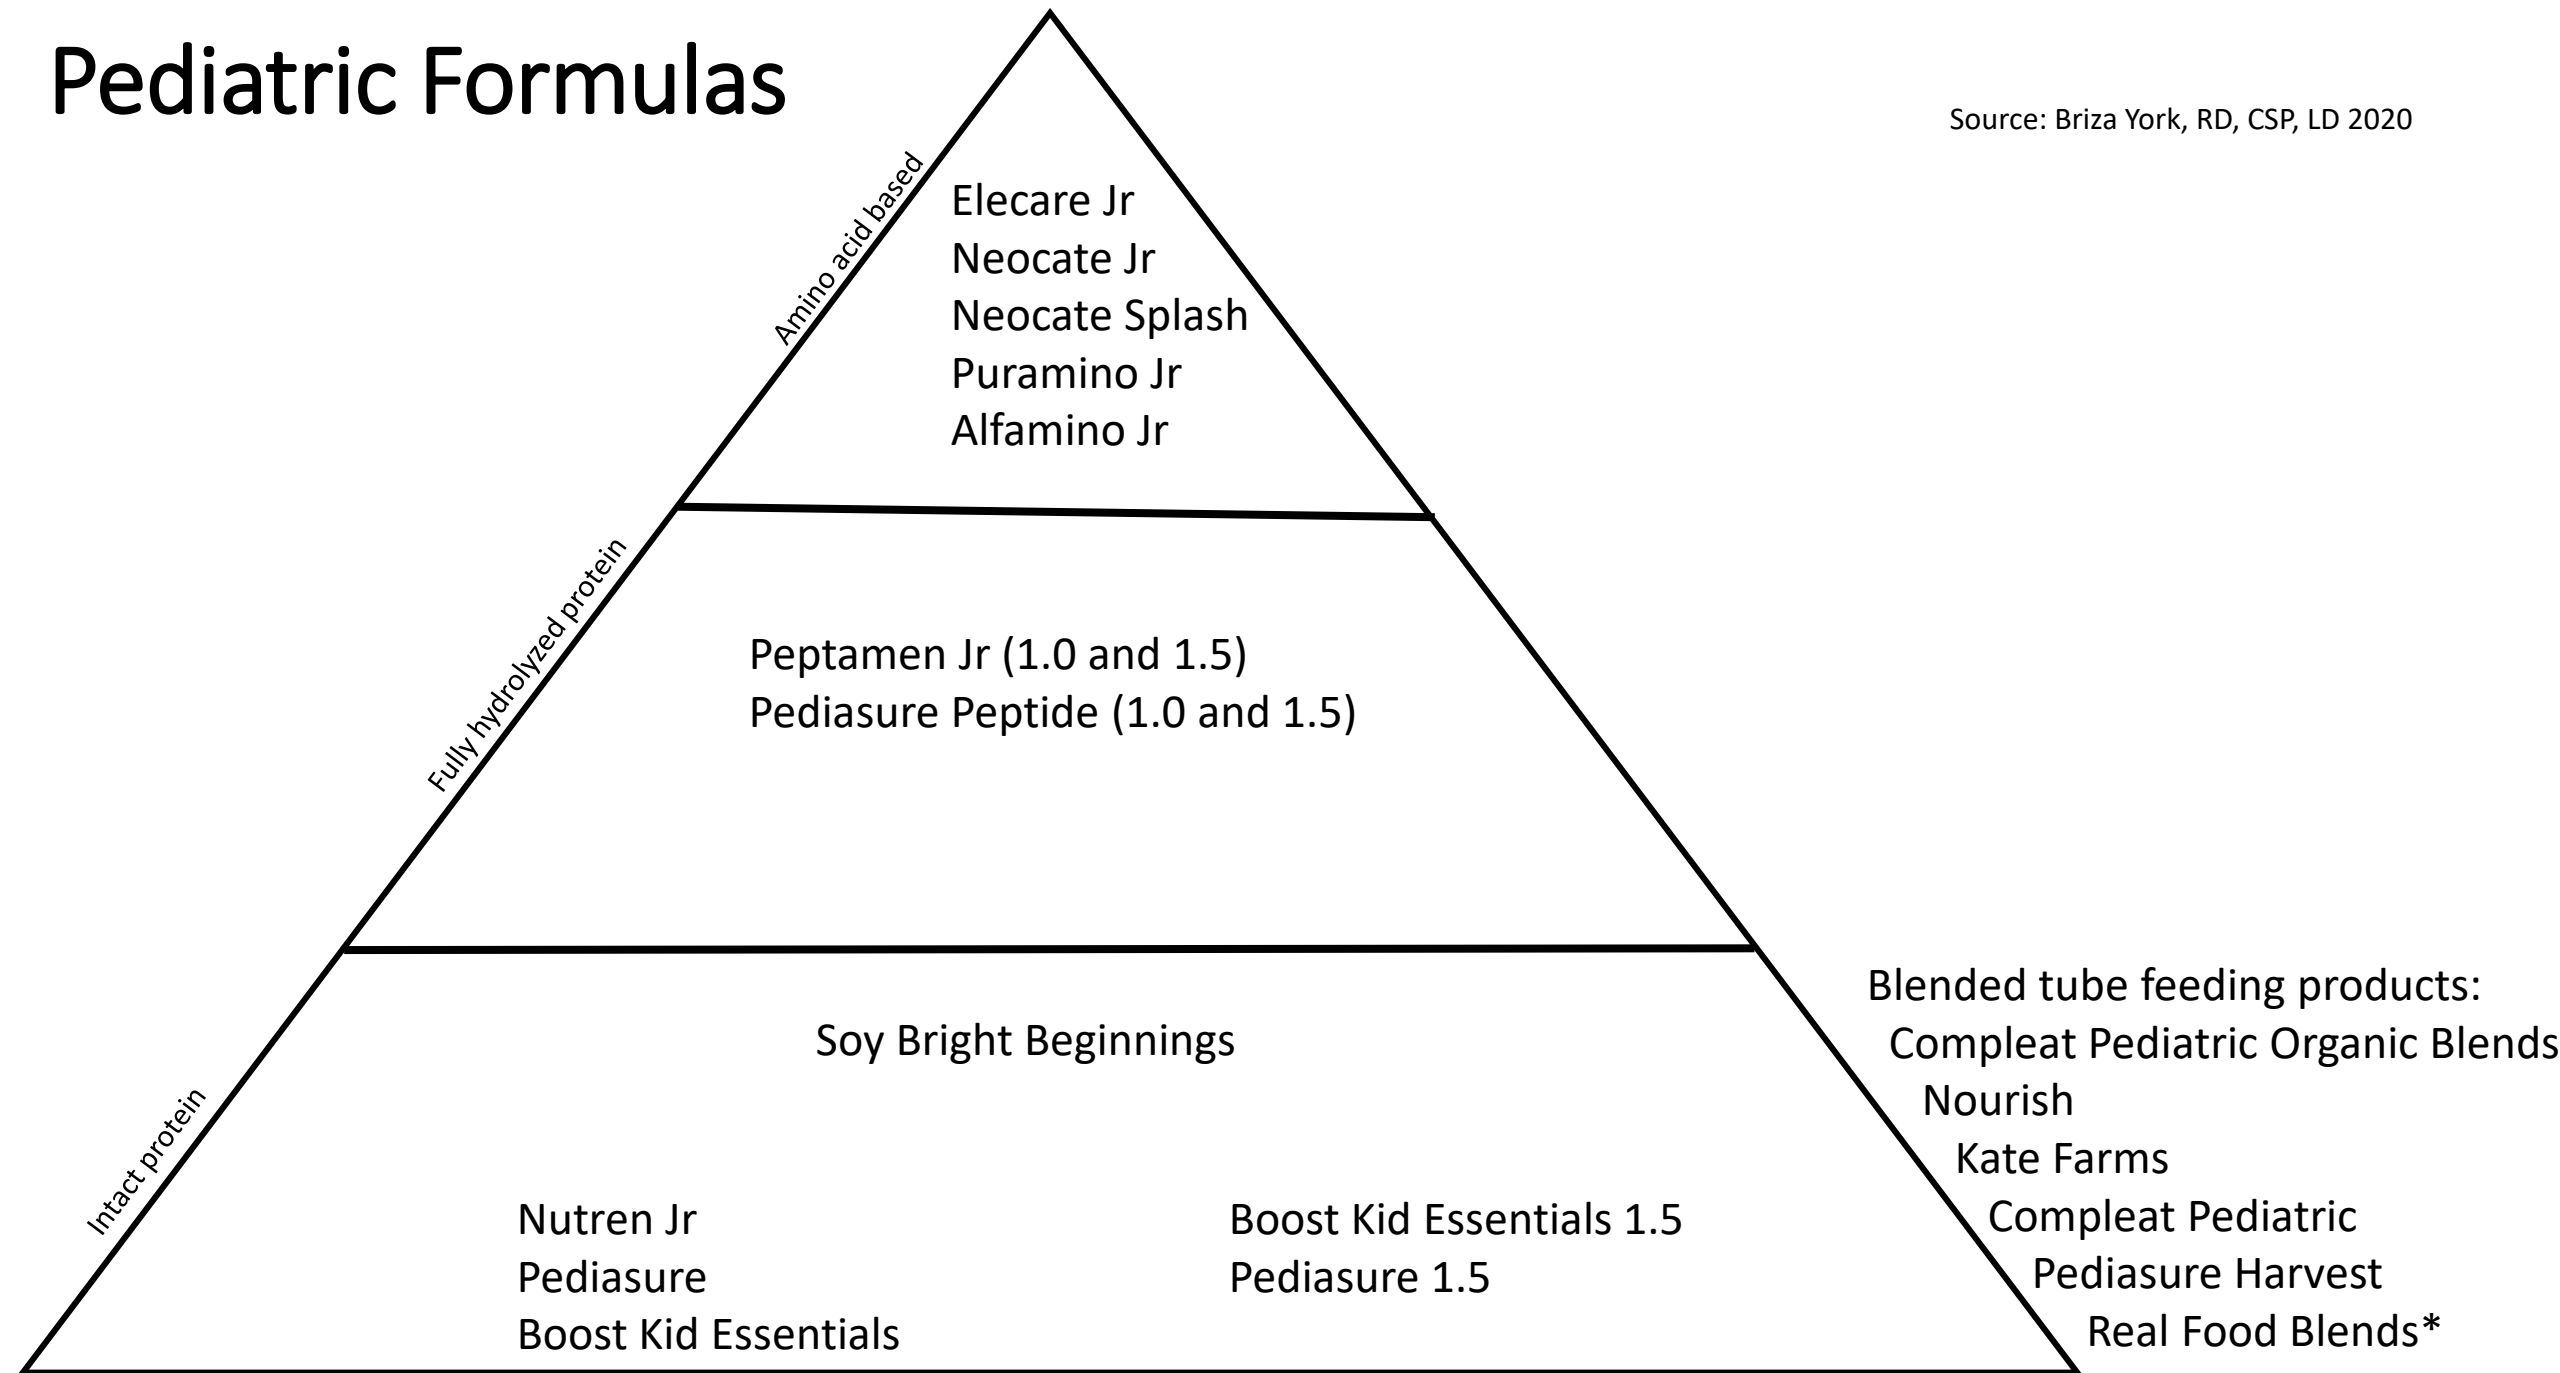 Pediatric Formulas
Source: Briza York, RD, CSP, LD 2020
Amino acid based
Elecare Jr
Neocate Jr
Neocate Splash
Puramino Jr
Alfamino Jr
Fully hydrolyzed protein
Peptamen Jr (1.0 and 1.5)
Pediasure Peptide (1.0 and 1.5)
Intact protein
Soy Bright Beginnings
Nutren Jr
Pediasure
Boost Kid Essentials
Boost Kid Essentials 1.5
Pediasure 1.5
Blended tube feeding products:
Compleat Pediatric Organic Blends
Nourish
Kate Farms
Compleat Pediatric
Pediasure Harvest
Real Food Blends*